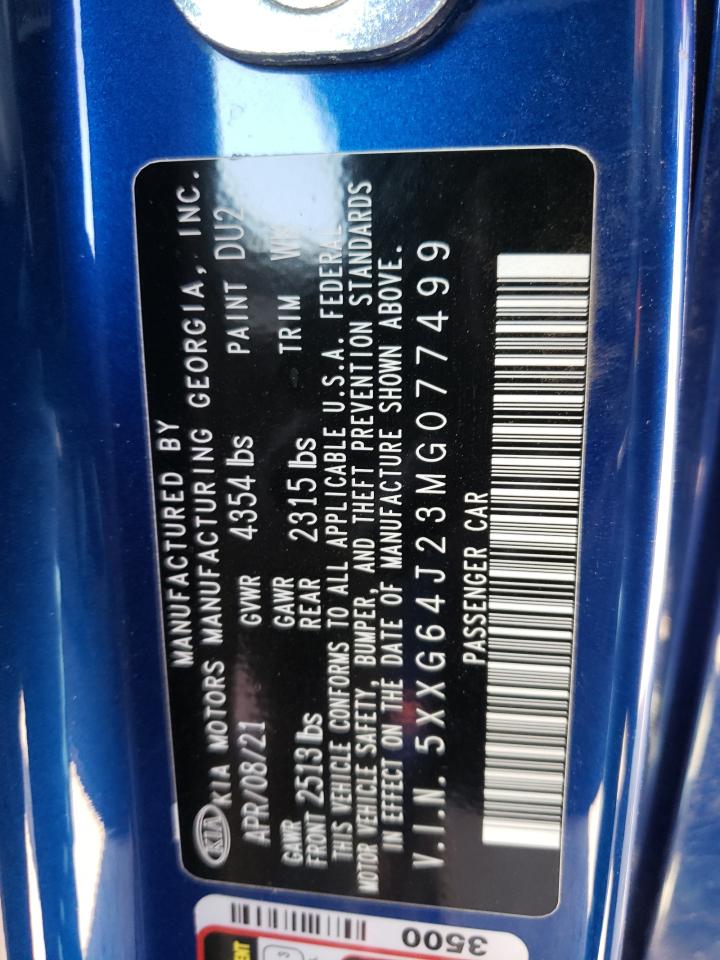 MANUFACTURED BY
KIA KIA MOTORS MANUFACTURING GEORGIA, INC.
APR/08/21 GVWR 4354 lbs PAINT DU2
GAWR FRONT 2513 lbs GAWR REAR 2315 lbs TRIM
THIS VEHICLE CONFORMS TO ALL APPLICABLE U.S.A. FEDERAL
MOTOR VEHICLE SAFETY, BUMPER, AND THEFT PREVENTION STANDARDS
IN EFFECT ON THE DATE OF MANUFACTURE SHOWN ABOVE.
V.I.N. 5XXG64J23MG077499
PASSENGER CAR
3500